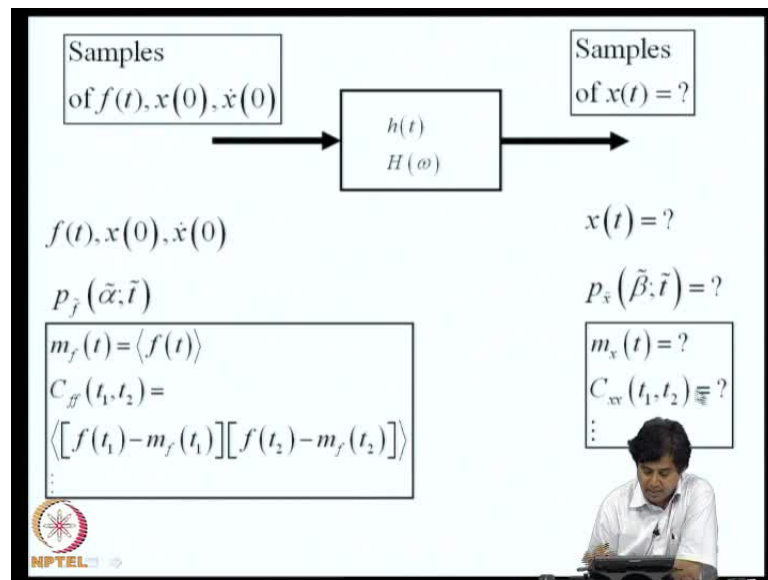 Samples
of f(t), x(0), ẋ(0)
h(t)
H(ω)
Samples
of x(t) = ?
f(t), x(0), ẋ(0)
p_f̃(α̃; t̃)
m_f(t) = ⟨f(t)⟩
C_ff(t₁,t₂) =
⟨[f(t₁) − m_f(t₁)][f(t₂) − m_f(t₂)]⟩
⋮
x(t) = ?
p_x̃(β̃; t̃) = ?
m_x(t) = ?
C_xx(t₁,t₂) = ?
⋮
NPTEL